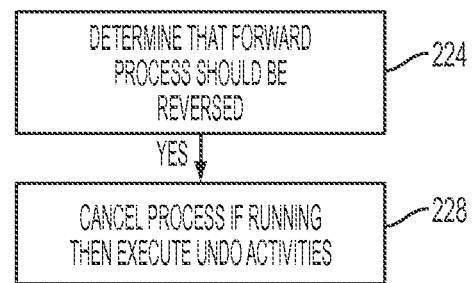 DETERMINE THAT FORWARD
PROCESS SHOULD BE
REVERSED
224
YES
CANCEL PROCESS IF RUNNING
THEN EXECUTE UNDO ACTIVITIES
228